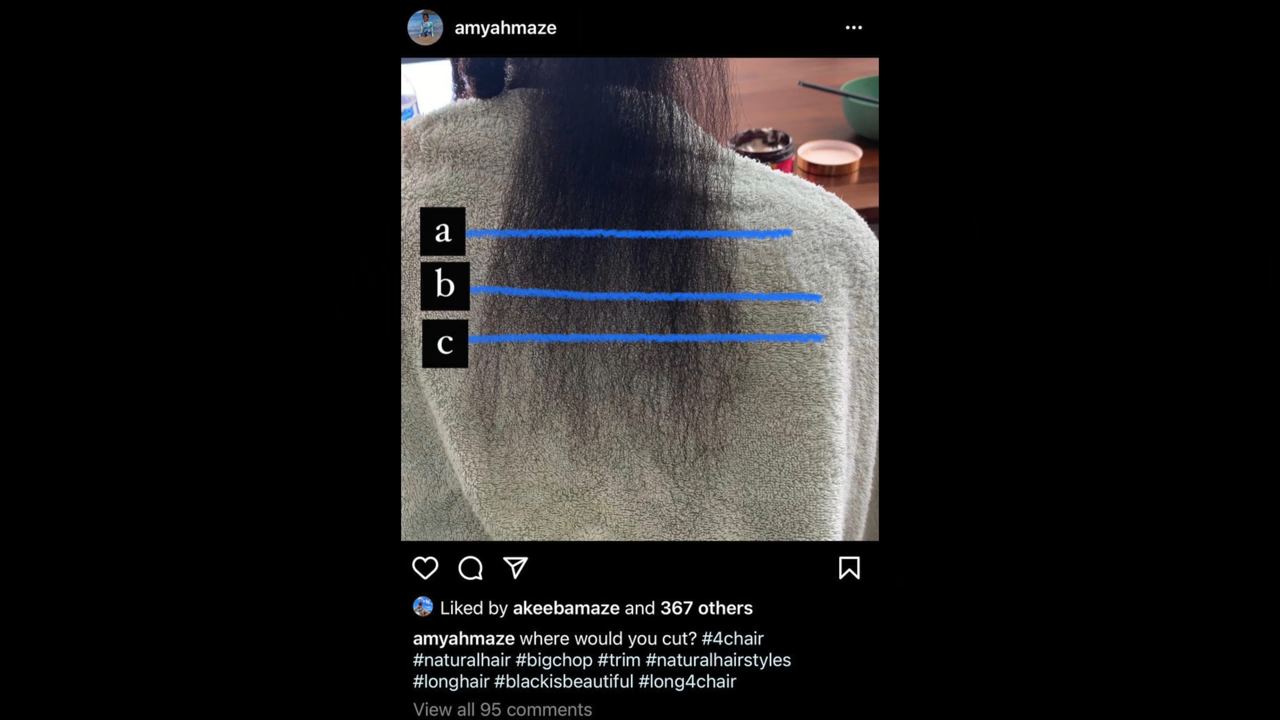 amyahmaze
a
b
c
Liked by akeebamaze and 367 others
amyahmaze where would you cut? #4chair
#naturalhair #bigchop #trim #naturalhairstyles
#longhair #blackisbeautiful #long4chair
View all 95 comments